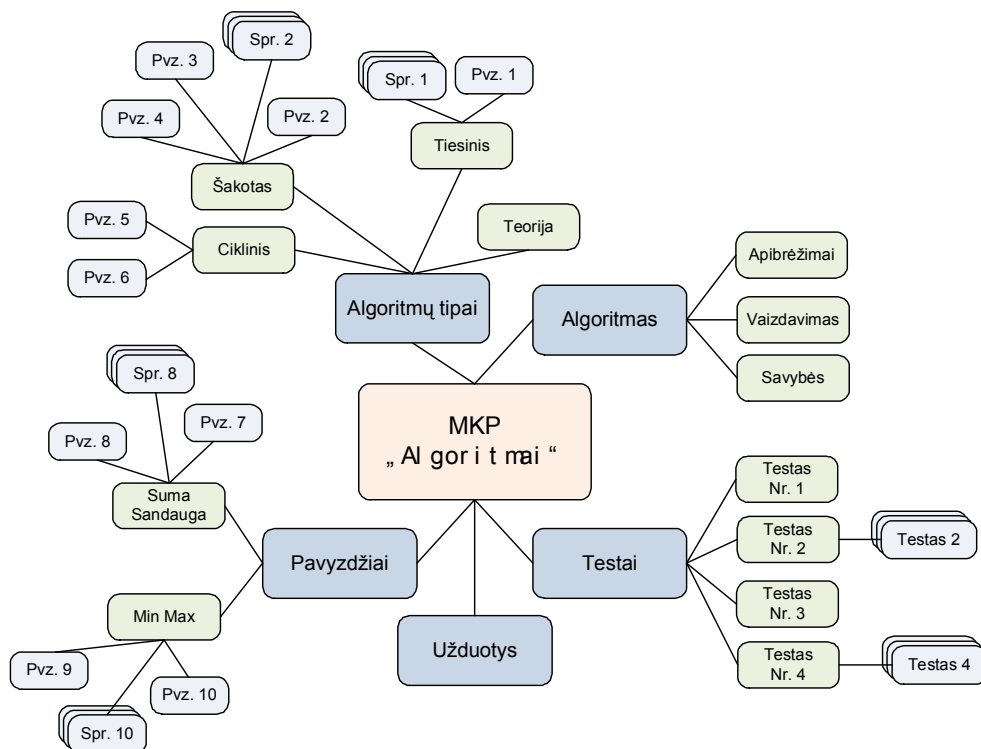 Spr. 2
Pvz. 3
Spr. 1
Pvz. 1
Pvz. 4
Pvz. 2
Tiesinis
Šakotas
Pvz. 5
Ciklinis
Teorija
Pvz. 6
Apibrėžimai
Algoritmų tipai
Algoritmas
Vaizdavimas
Savybės
Spr. 8
MKP
„Algoritmai“
Pvz. 7
Pvz. 8
Suma
Sandauga
Testas
Nr. 1
Testas
Nr. 2
Testas 2
Pavyzdžiai
Testai
Testas
Nr. 3
Min Max
Užduotys
Testas
Nr. 4
Testas 4
Pvz. 9
Pvz. 10
Spr. 10